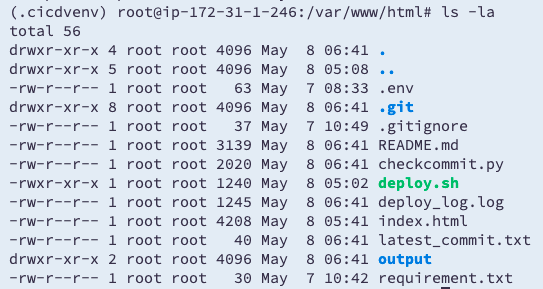 (.cicdvenv) root@ip-172-31-1-246:/var/www/html# ls -la
total 56
drwxr-xr-x 4 root root 4096 May  8 06:41 .
drwxr-xr-x 5 root root 4096 May  8 05:08 ..
-rw-r--r-- 1 root root   63 May  7 08:33 .env
drwxr-xr-x 8 root root 4096 May  8 06:41 .git
-rw-r--r-- 1 root root   37 May  7 10:49 .gitignore
-rw-r--r-- 1 root root 3139 May  8 06:41 README.md
-rw-r--r-- 1 root root 2020 May  8 06:41 checkcommit.py
-rwxr-xr-x 1 root root 1240 May  8 05:02 deploy.sh
-rw-r--r-- 1 root root 1245 May  8 06:41 deploy_log.log
-rw-r--r-- 1 root root 4208 May  8 05:41 index.html
-rw-r--r-- 1 root root   40 May  8 06:41 latest_commit.txt
drwxr-xr-x 2 root root 4096 May  8 06:41 output
-rw-r--r-- 1 root root   30 May  7 10:42 requirement.txt